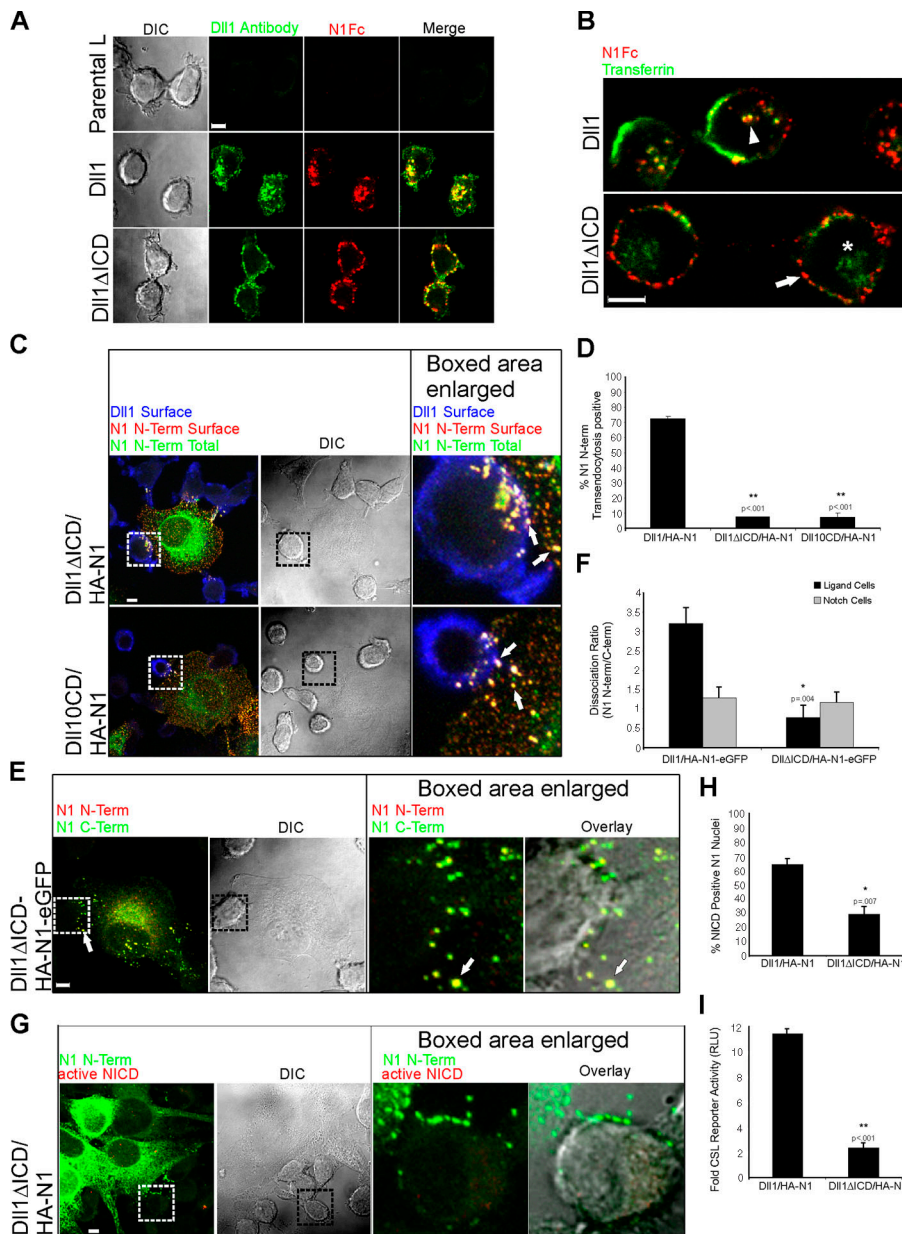 A
DIC
Dll1 Antibody
N1Fc
Merge
Parental L
Dll1
Dll1ΔICD
B
N1Fc
Transferrin
Dll1
Dll1ΔICD
*
C
Boxed area
enlarged
Dll1 Surface
N1 N-Term Surface
N1 N-Term Total
DIC
Dll1 Surface
N1 N-Term Surface
N1 N-Term Total
Dll1ΔICD/
HA-N1
Dll10CD/
HA-N1
D
% N1 N-term
Transendocytosis positive
100
90
80
70
60
50
40
30
20
10
0
**
p<.001
**
p<.001
Dll1/HA-N1
Dll1ΔICD/HA-N1
Dll10CD/HA-N1
F
Ligand Cells
Notch Cells
Dissociation Ratio
(N1 N-term/C-term)
4
3.5
3
2.5
2
1.5
1
0.5
0
*
p=.004
Dll1/HA-N1-eGFP
DllΔICD/HA-N1-eGFP
E
Boxed area enlarged
N1 N-Term
N1 C-Term
DIC
N1 N-Term
N1 C-Term
Overlay
Dll1ΔICD-
HA-N1-eGFP
H
% NICD Positive N1 Nuclei
100
90
80
70
60
50
40
30
20
10
0
*
p=.007
Dll1/HA-N1
Dll1ΔICD/HA-N1
G
Boxed area enlarged
N1 N-Term
active NICD
DIC
N1 N-Term
active NICD
Overlay
Dll1ΔICD/
HA-N1
I
Fold CSL Reporter Activity (RLU)
12
10
8
6
4
2
0
**
p<.001
Dll1/HA-N1
Dll1ΔICD/HA-N1